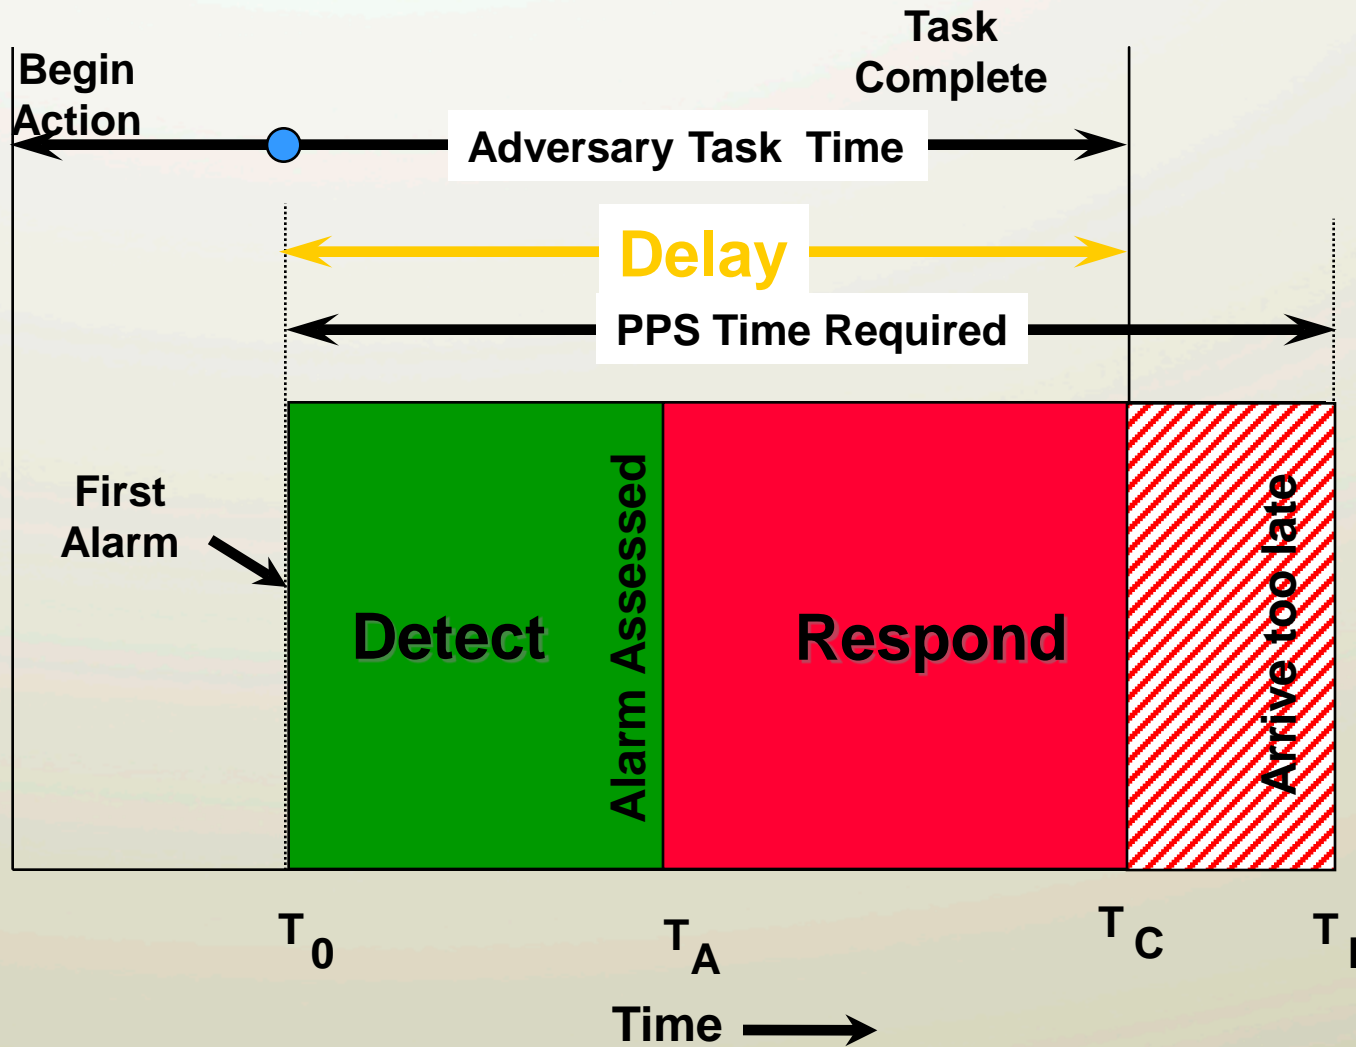 Task
Complete
Begin
Action
Adversary Task Time
Delay
PPS Time Required
First
Alarm
Detect
Alarm Assessed
Respond
Arrive too late
T0
TA
TC
T
Time